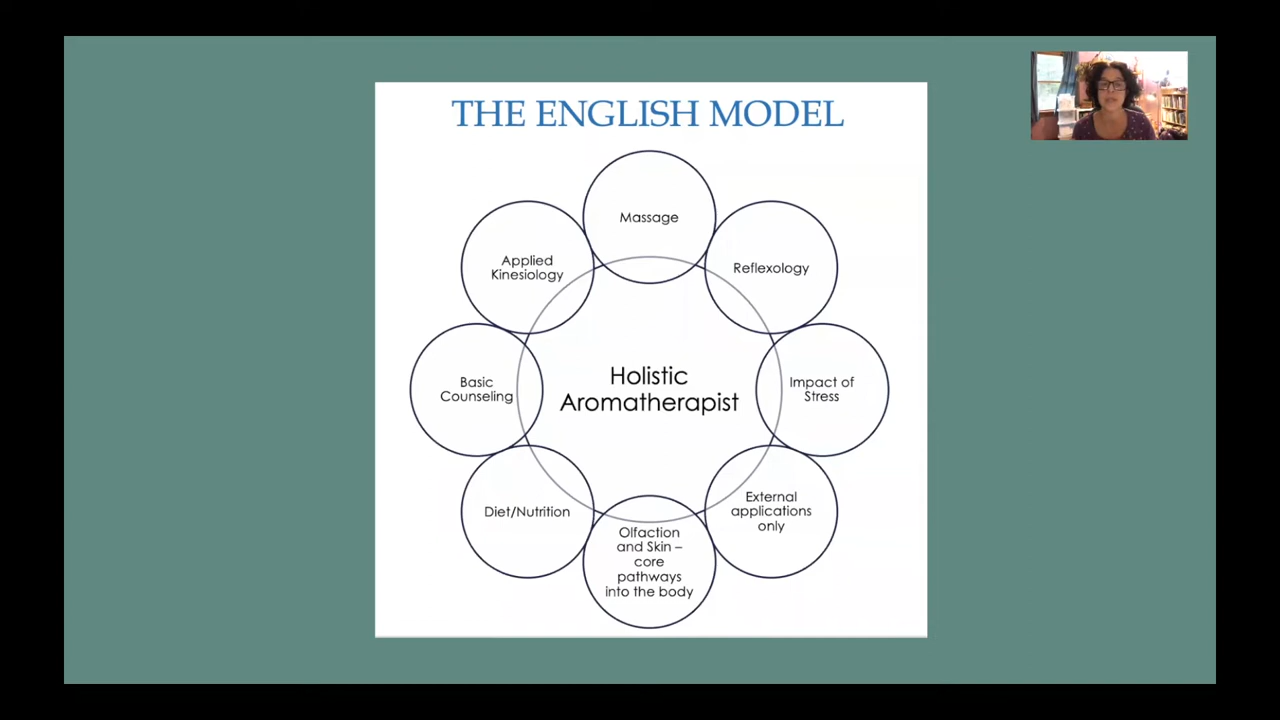 THE ENGLISH MODEL
Massage
Applied
Kinesiology
Reflexology
Basic
Counseling
Holistic
Aromatherapist
Impact of
Stress
Diet/Nutrition
External
applications
only
Olfaction
and Skin –
core
pathways
into the body